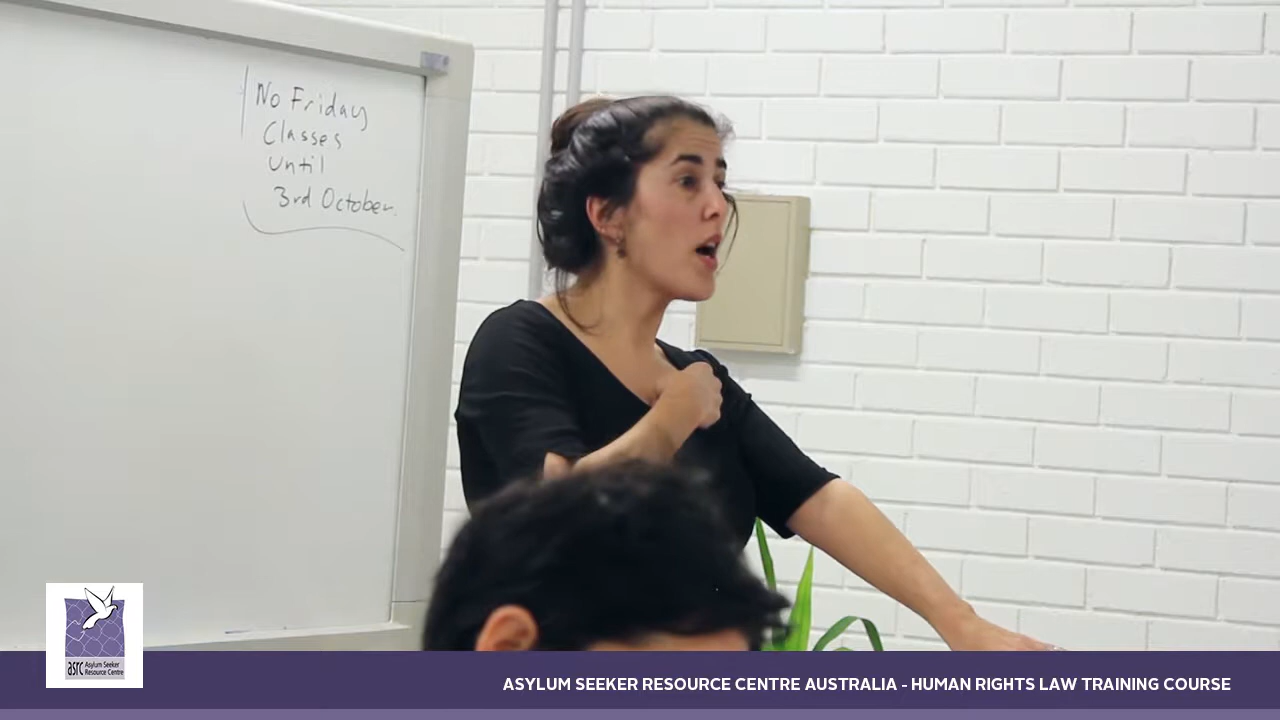 No Friday
Classes
Until
3rd October.
asrc Asylum Seeker
Resource Centre
ASYLUM SEEKER RESOURCE CENTRE AUSTRALIA - HUMAN RIGHTS LAW TRAINING COURSE